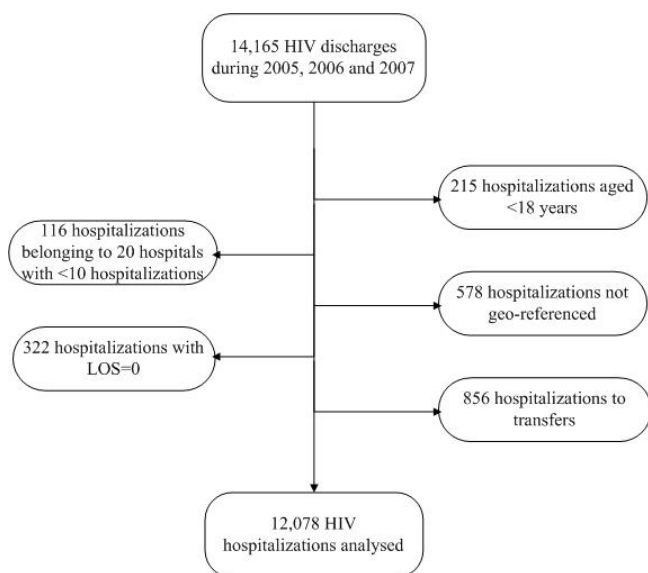 14,165 HIV discharges
during 2005, 2006 and 2007
215 hospitalizations aged
<18 years
116 hospitalizations
belonging to 20 hospitals
with <10 hospitalizations
578 hospitalizations not
geo-referenced
322 hospitalizations with
LOS=0
856 hospitalizations to
transfers
12,078 HIV
hospitalizations analysed